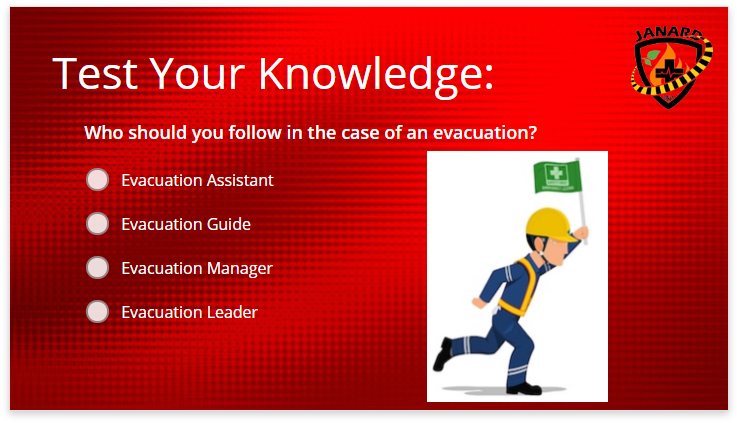 JANARD
Test Your Knowledge:
Who should you follow in the case of an evacuation?
Evacuation Assistant
Evacuation Guide
Evacuation Manager
Evacuation Leader